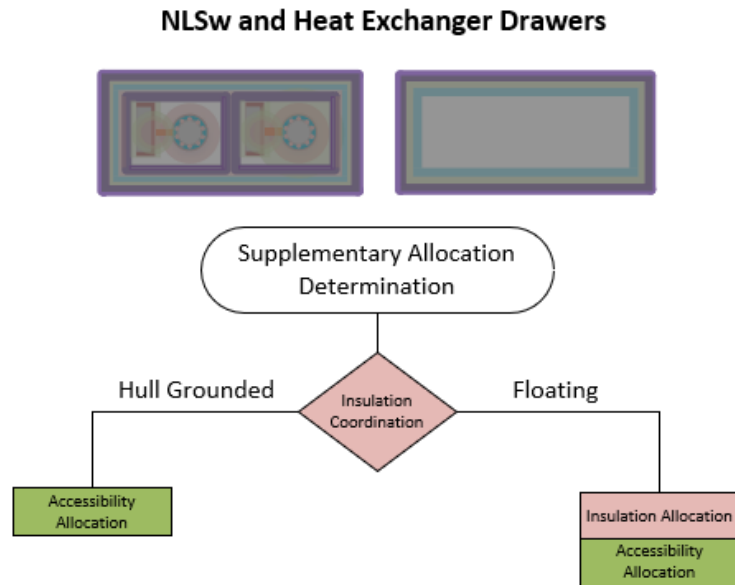 NLSw and Heat Exchanger Drawers
Supplementary Allocation
Determination
Hull Grounded
Insulation
Coordination
Floating
Accessibility
Allocation
Insulation Allocation
Accessibility
Allocation